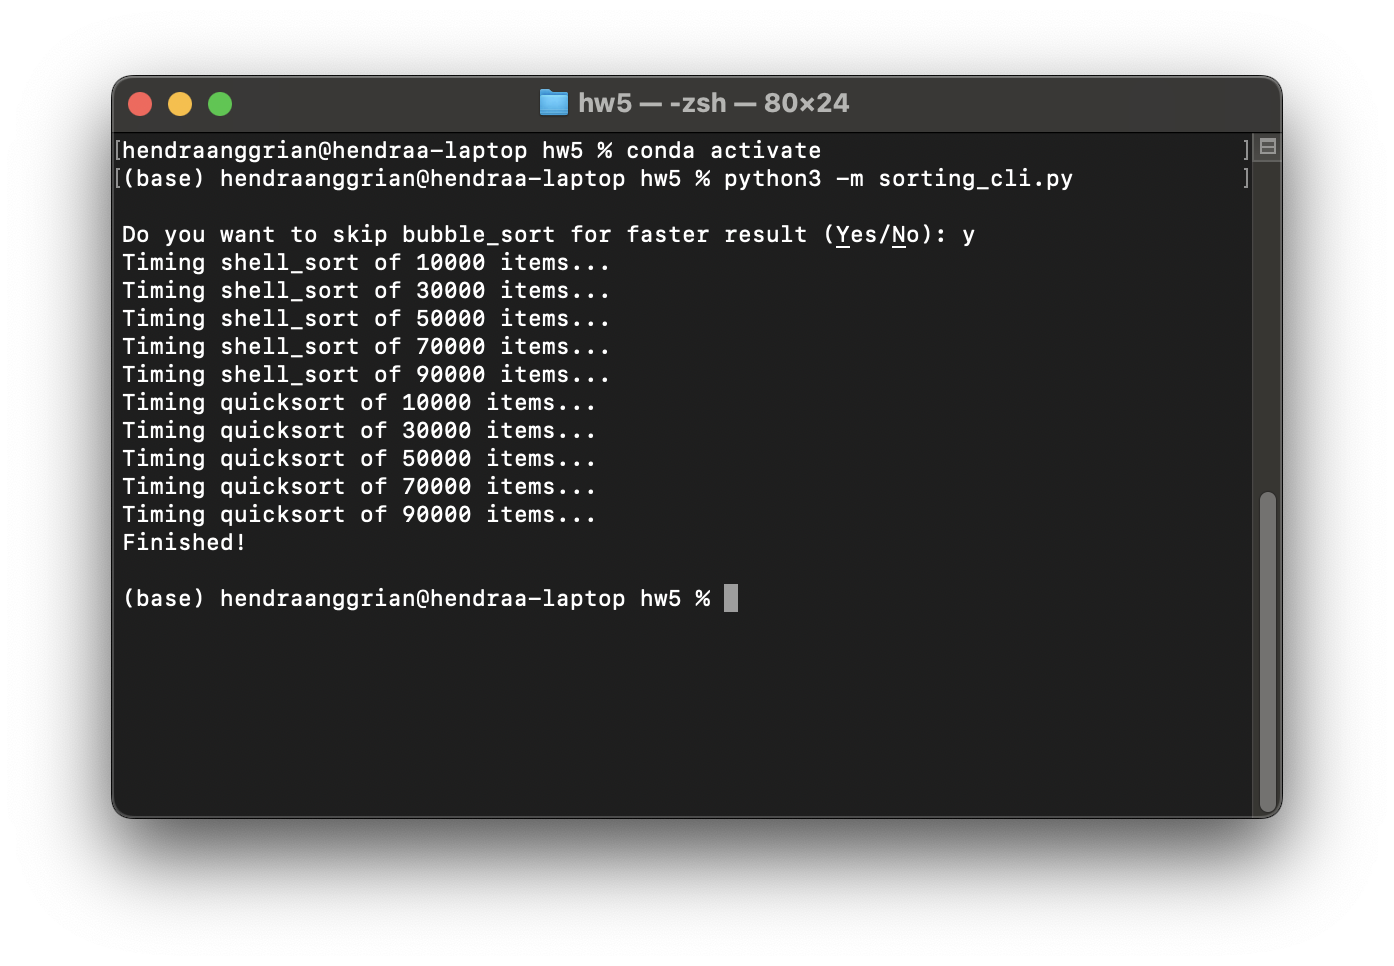 hw5 — -zsh — 80×24
[hendraanggrian@hendraa-laptop hw5 % conda activate ]
[(base) hendraanggrian@hendraa-laptop hw5 % python3 -m sorting_cli.py ]
Do you want to skip bubble_sort for faster result (Yes/No): y
Timing shell_sort of 10000 items...
Timing shell_sort of 30000 items...
Timing shell_sort of 50000 items...
Timing shell_sort of 70000 items...
Timing shell_sort of 90000 items...
Timing quicksort of 10000 items...
Timing quicksort of 30000 items...
Timing quicksort of 50000 items...
Timing quicksort of 70000 items...
Timing quicksort of 90000 items...
Finished!
(base) hendraanggrian@hendraa-laptop hw5 %